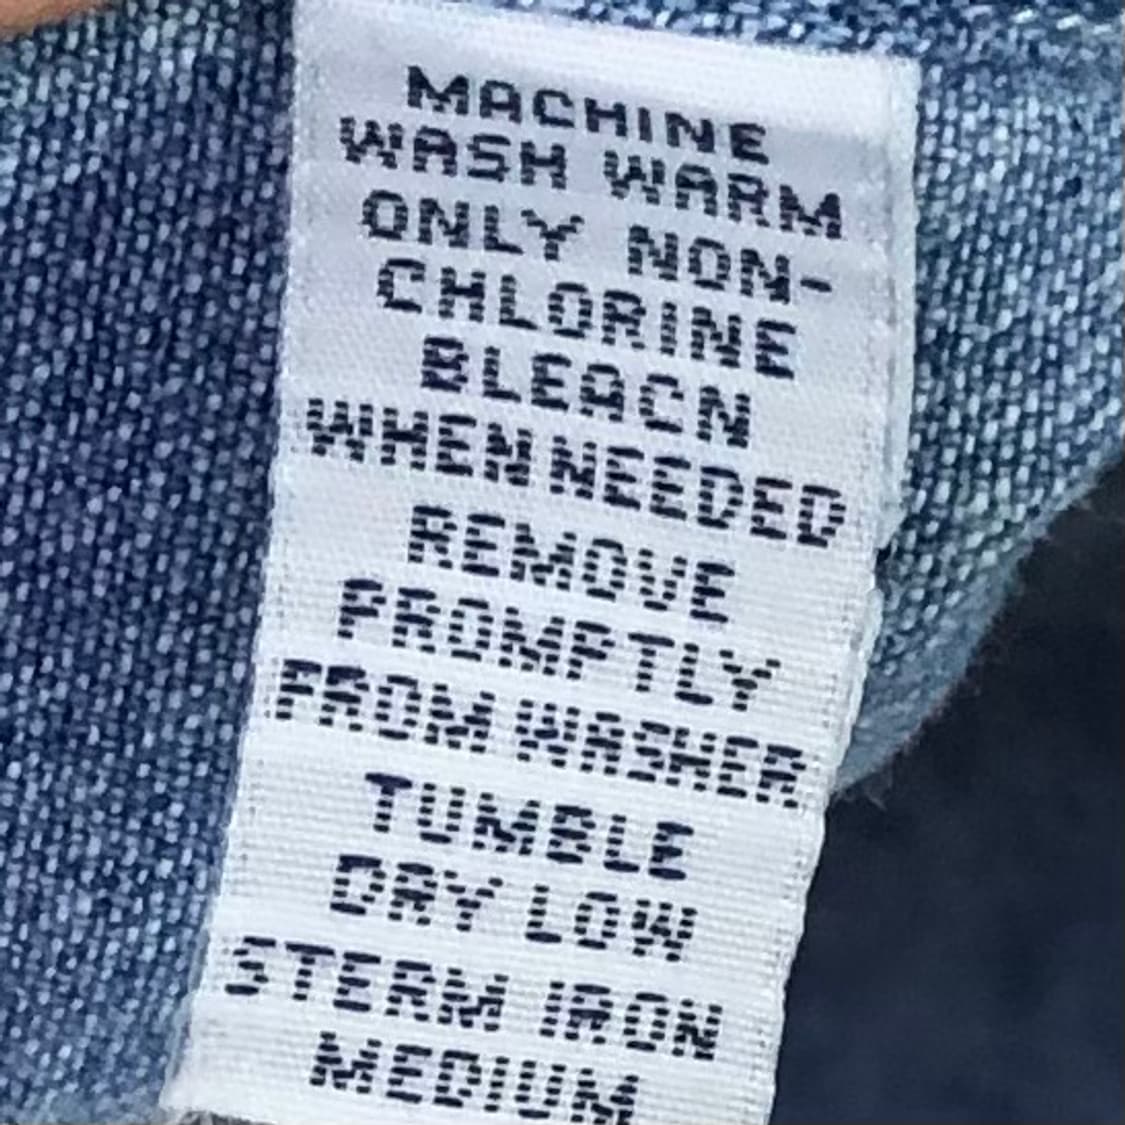 MACHINE
WASH WARM
ONLY NON-
CHLORINE
BLEACN
WHEN NEEDED
REMOVE
PROMPTLY
FROM WASHER
TUMBLE
DRY LOW
STERM IRON
MEDIUM